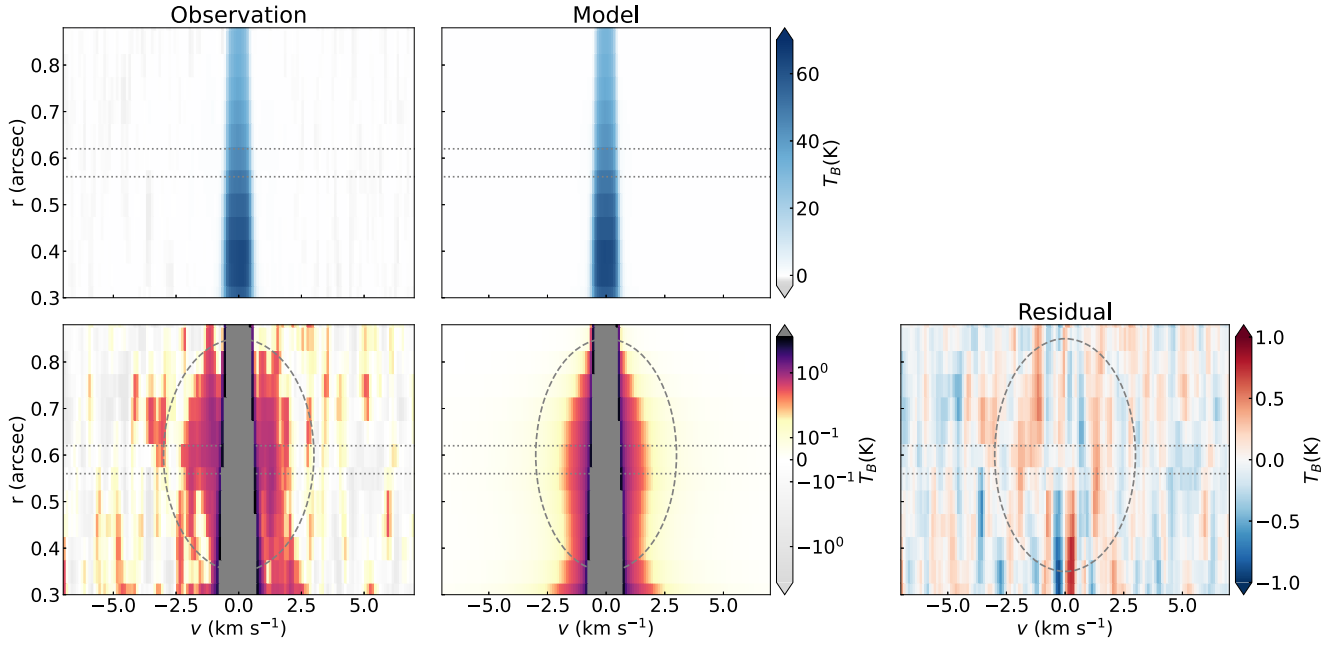 Observation
Model
r (arcsec)
0.8
0.7
0.6
0.5
0.4
0.3
60
40
20
0
T_B(K)
Residual
r (arcsec)
0.8
0.7
0.6
0.5
0.4
0.3
−5.0 −2.5 0.0 2.5 5.0
v (km s⁻¹)
−5.0 −2.5 0.0 2.5 5.0
v (km s⁻¹)
10⁰
10⁻¹
0
−10⁻¹
−10⁰
T_B(K)
−5.0 −2.5 0.0 2.5 5.0
v (km s⁻¹)
1.0
0.5
0.0
−0.5
−1.0
T_B(K)